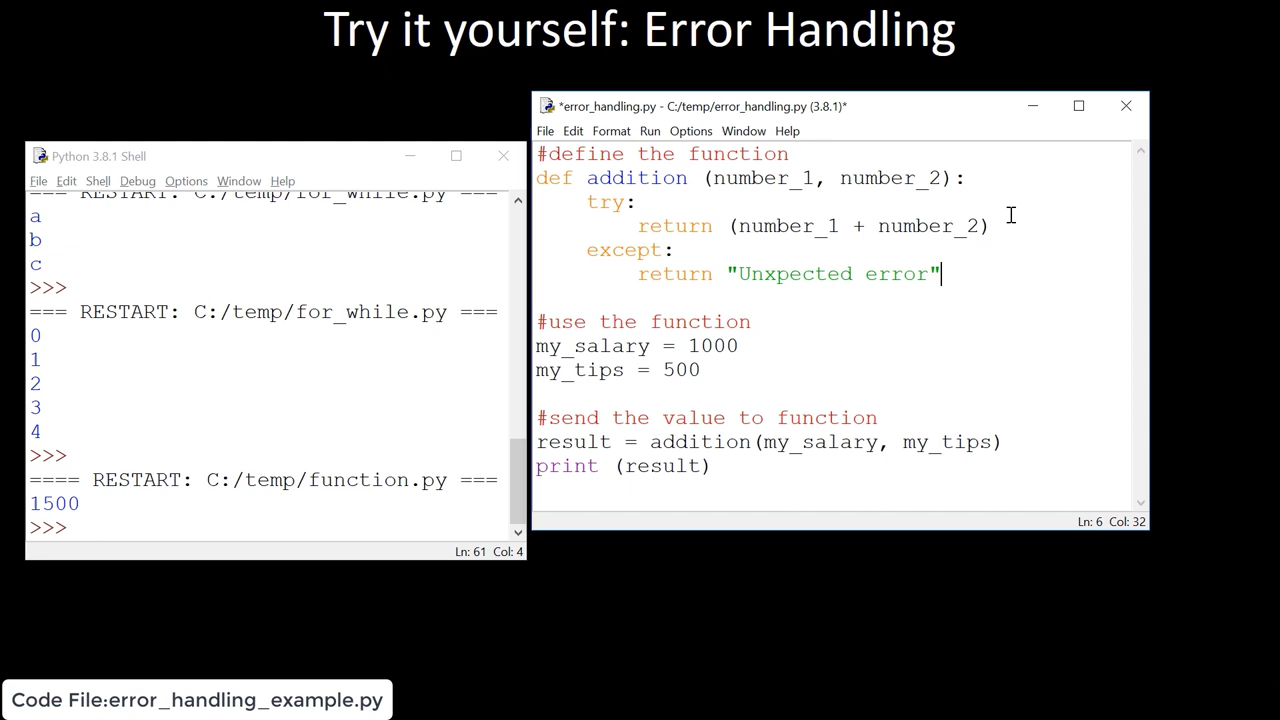 Try it yourself: Error Handling
Python 3.8.1 Shell
File Edit Shell Debug Options Window Help
=== RESTART: C:/temp/for_while.py ===
a
b
c
>>>
=== RESTART: C:/temp/for_while.py ===
0
1
2
3
4
>>>
==== RESTART: C:/temp/function.py ===
1500
>>>
Ln: 61 Col: 4
*error_handling.py - C:/temp/error_handling.py (3.8.1)*
File Edit Format Run Options Window Help
#define the function
def addition (number_1, number_2):
    try:
        return (number_1 + number_2)
    except:
        return "Unxpected error"
#use the function
my_salary = 1000
my_tips = 500
#send the value to function
result = addition(my_salary, my_tips)
print (result)
Ln: 6 Col: 32
Code File:error_handling_example.py